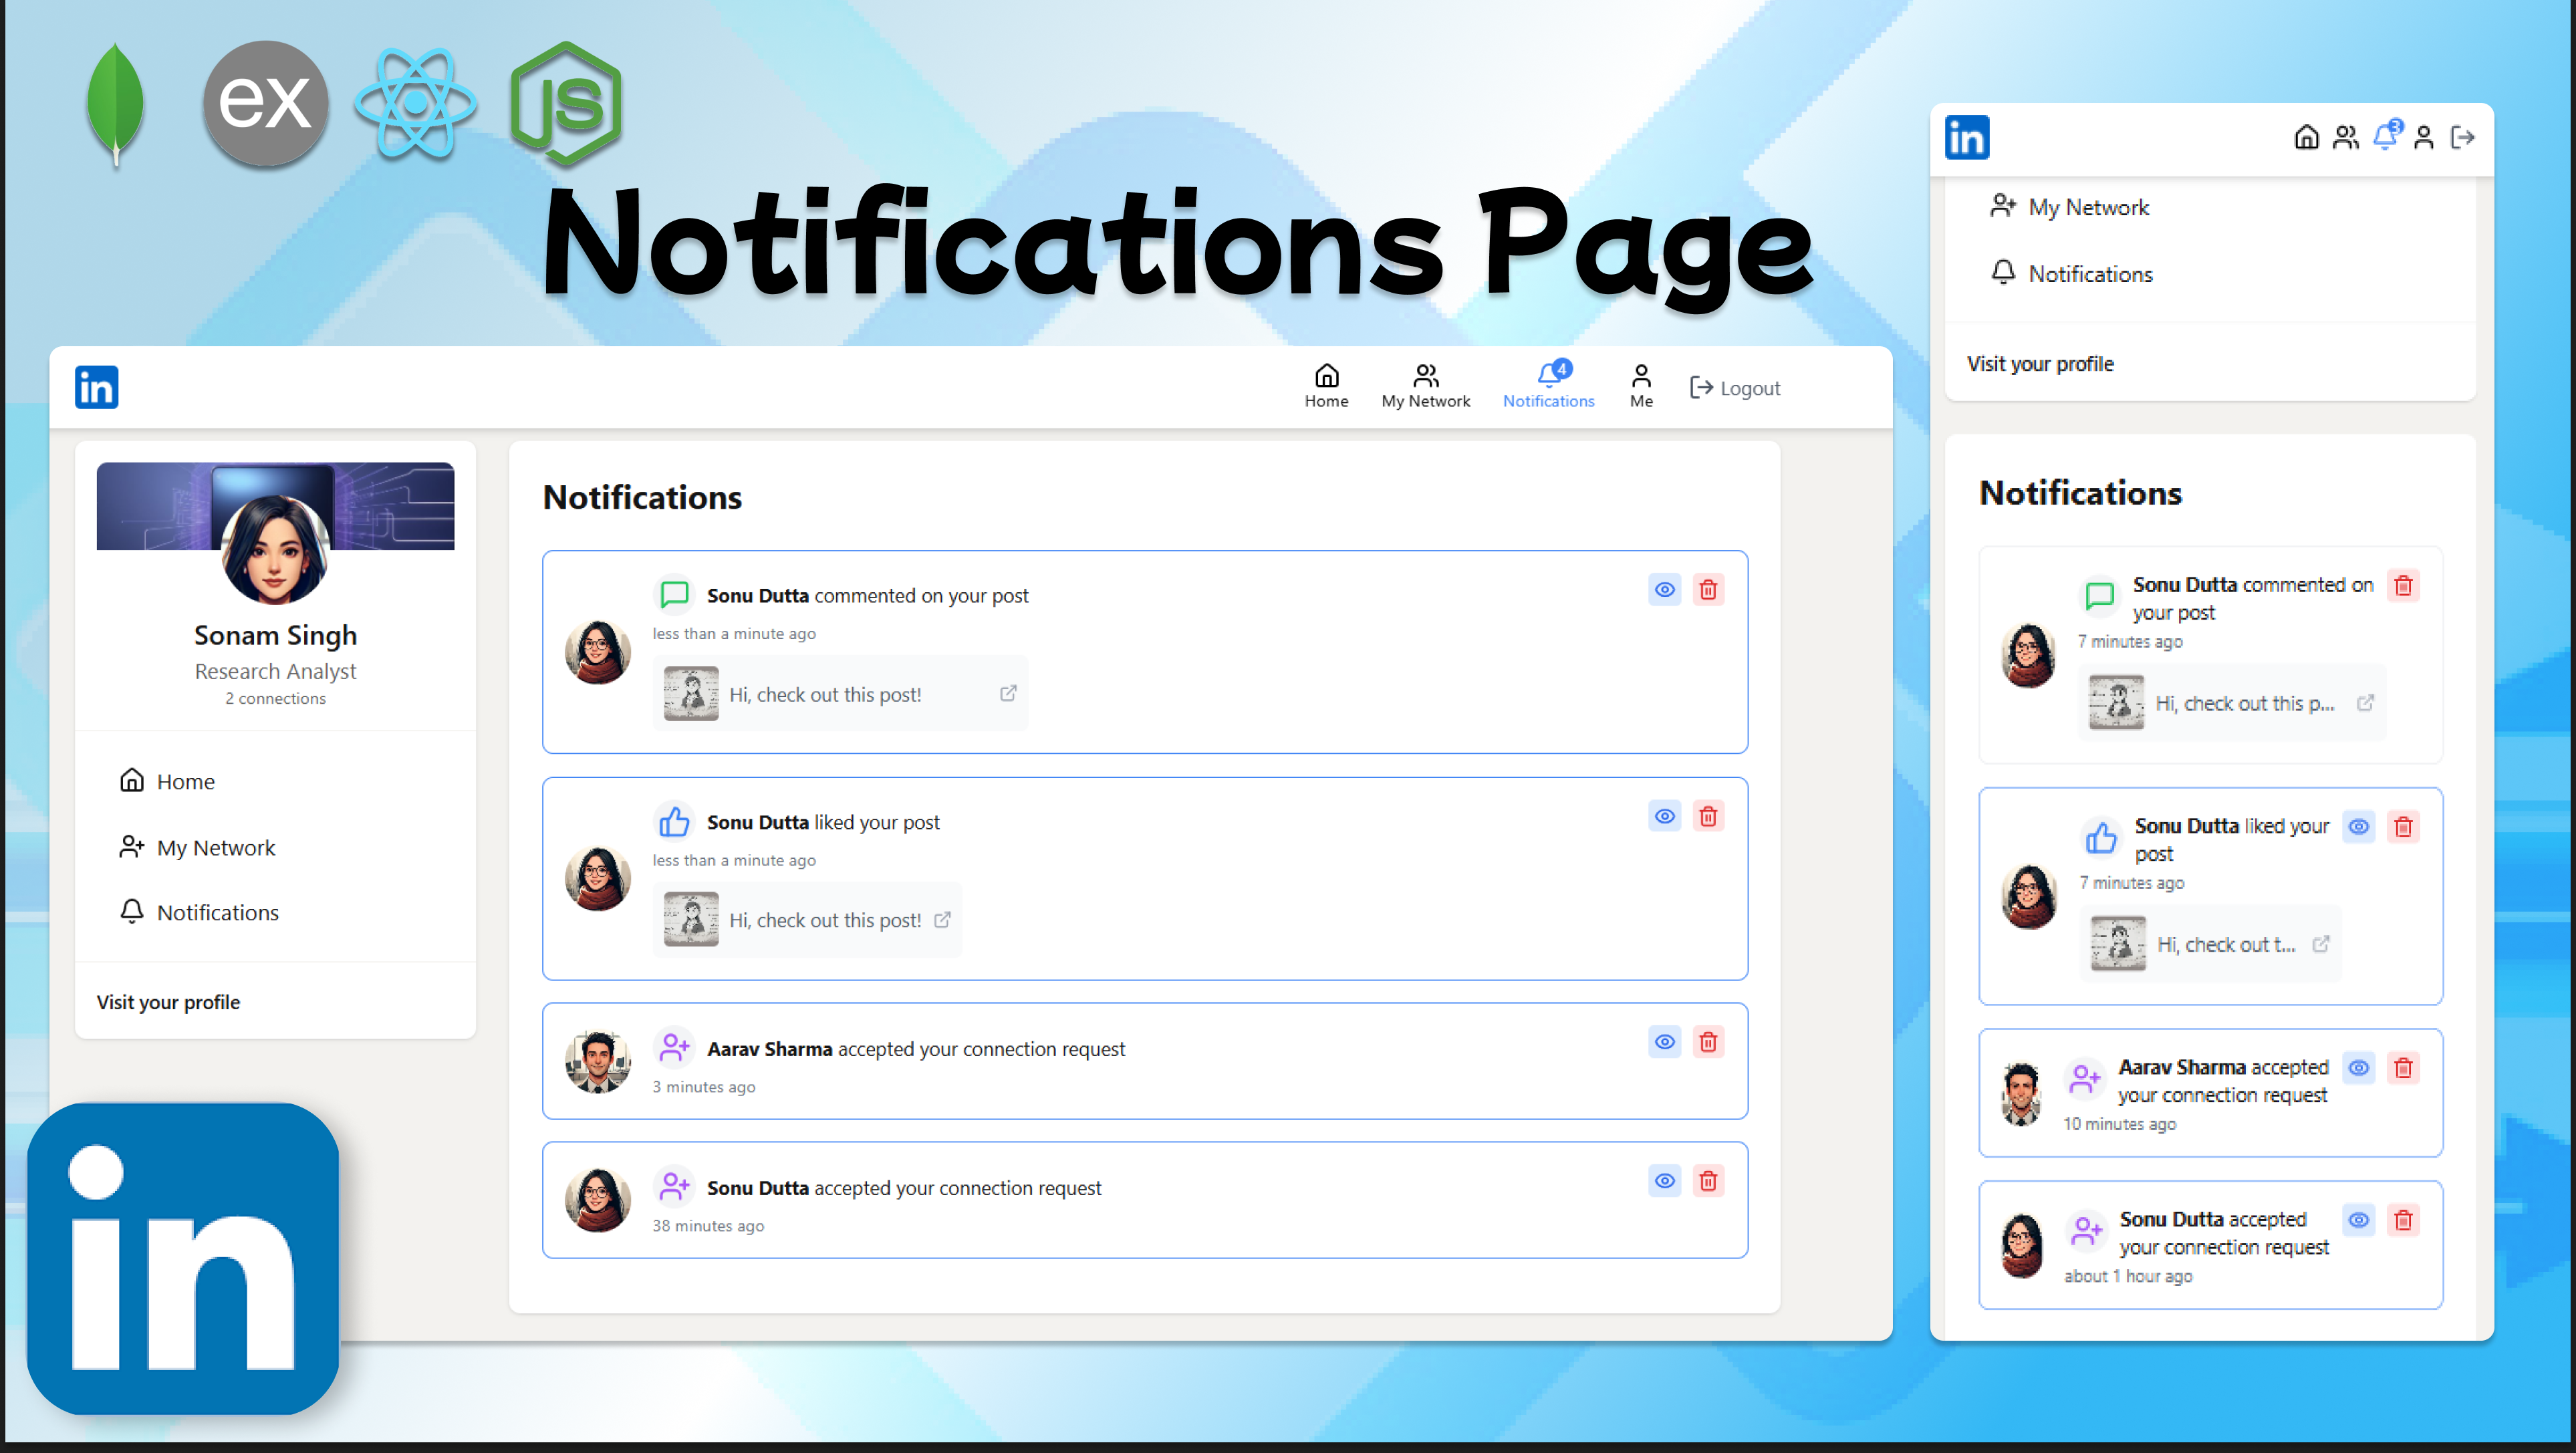 ex
JS
Notifications Page
in
Home
My Network
4
Notifications
Me
Logout
Sonam Singh
Research Analyst
2 connections
Home
My Network
Notifications
Visit your profile
Notifications
Sonu Dutta commented on your post
less than a minute ago
Hi, check out this post!
Sonu Dutta liked your post
less than a minute ago
Hi, check out this post!
Aarav Sharma accepted your connection request
3 minutes ago
Sonu Dutta accepted your connection request
38 minutes ago
in
in
3
My Network
Notifications
Visit your profile
Notifications
Sonu Dutta commented on
your post
7 minutes ago
Hi, check out this p...
Sonu Dutta liked your
post
7 minutes ago
Hi, check out t...
Aarav Sharma accepted
your connection request
10 minutes ago
Sonu Dutta accepted
your connection request
about 1 hour ago